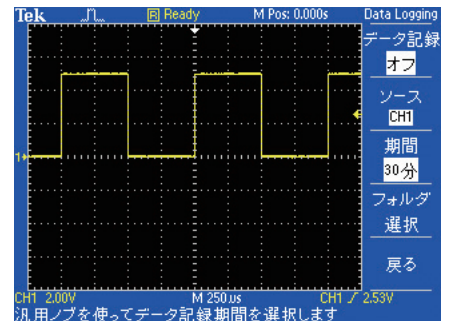 Tek R Ready M Pos: 0.000s Data Logging
データ記録
オフ
ソース
CH1
期間
30分
フォルダ
選択
戻る
1
CH1 2.00V M 250us CH1 2.53V
汎用ノブを使ってデータ記録期間を選択します